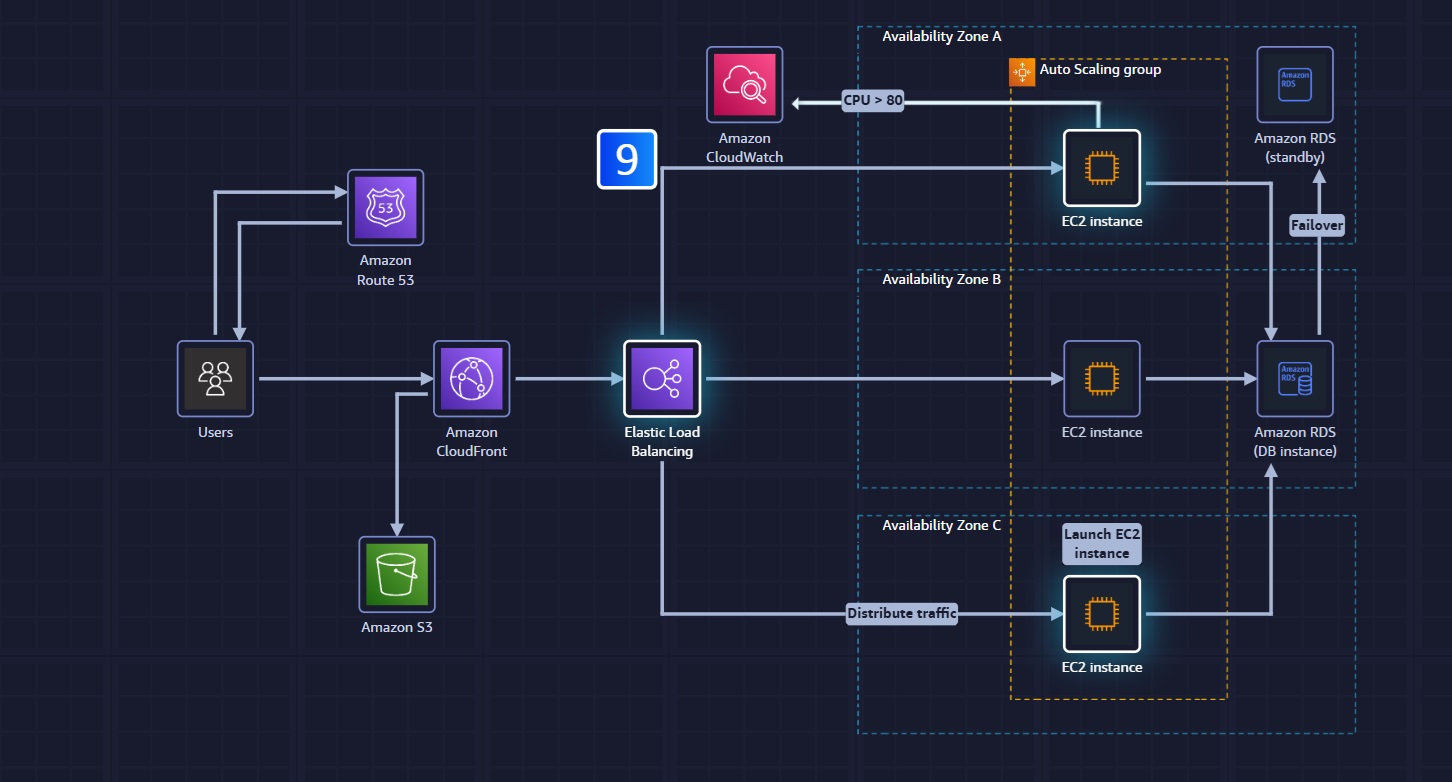 Availability Zone A
Auto Scaling group
Amazon
RDS
CPU > 80
Amazon
CloudWatch
Amazon RDS
(standby)
9
53
EC2 instance
Failover
Amazon
Route 53
Availability Zone B
Amazon
RDS
Users
Amazon
CloudFront
Elastic Load
Balancing
EC2 instance
Amazon RDS
(DB instance)
Availability Zone C
Launch EC2
instance
Distribute traffic
Amazon S3
EC2 instance